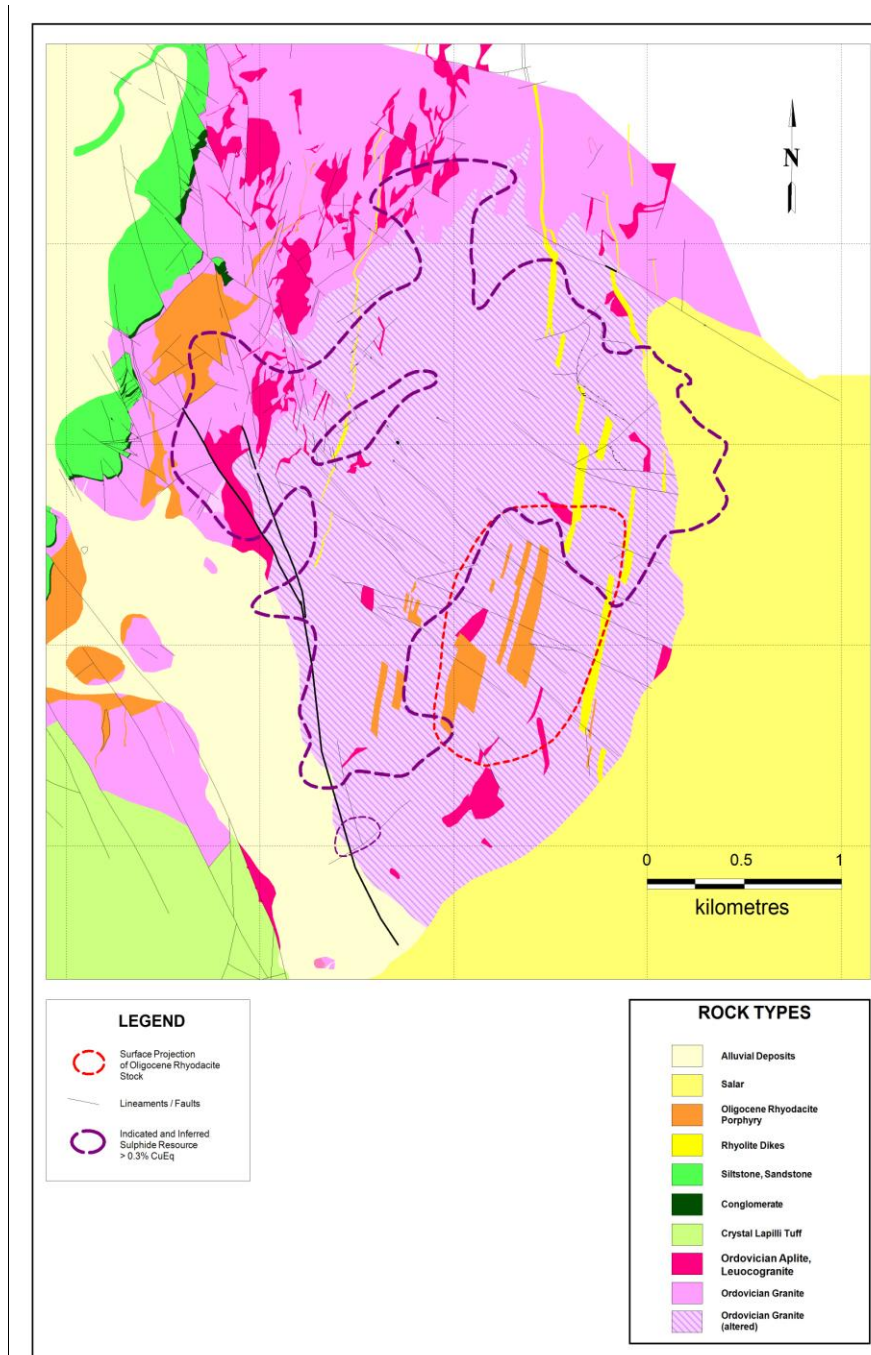 N
0 0.5 1
kilometres
LEGEND
Surface Projection
of Oligocene Rhyodacite
Stock
Lineaments / Faults
Indicated and Inferred
Sulphide Resource
> 0.3% CuEq
ROCK TYPES
Alluvial Deposits
Salar
Oligocene Rhyodacite
Porphyry
Rhyolite Dikes
Siltstone, Sandstone
Conglomerate
Crystal Lapilli Tuff
Ordovician Aplite,
Leuocogranite
Ordovician Granite
Ordovician Granite
(altered)